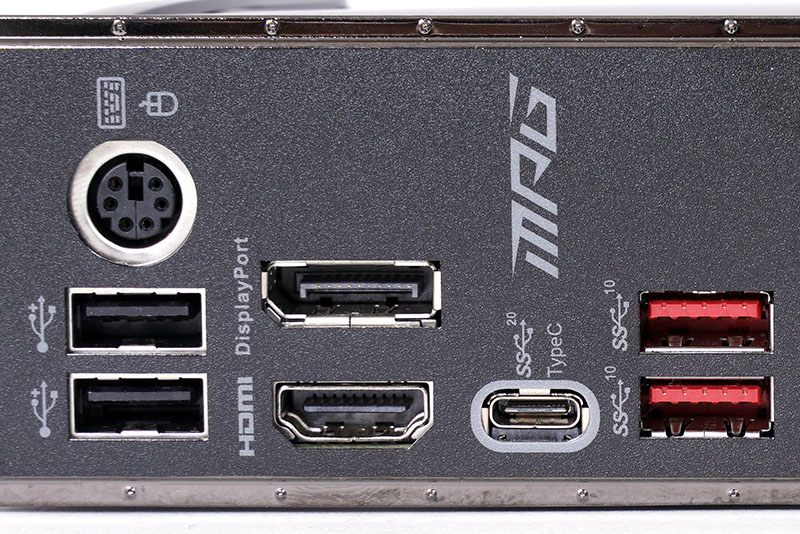 MPG
DisplayPort
HDMI
SS 20
TypeC
SS 10
SS 10